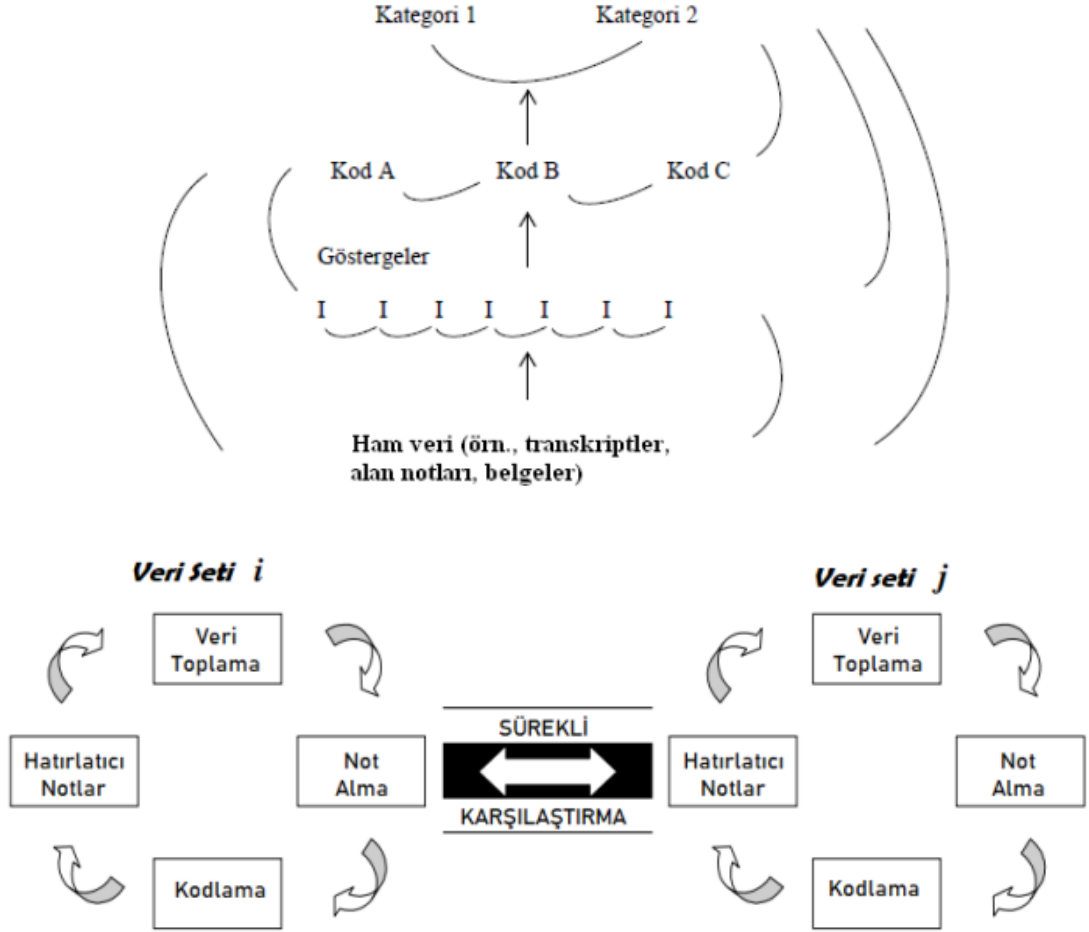 Kategori 1 Kategori 2
Kod A Kod B Kod C
Göstergeler
I I I I I I I
Ham veri (örn., transkriptler,
alan notları, belgeler)
Veri Seti i
Veri seti j
Veri
Toplama
Hatırlatıcı
Notlar
Not
Alma
Kodlama
SÜREKLİ
KARŞILAŞTIRMA
Veri
Toplama
Hatırlatıcı
Notlar
Not
Alma
Kodlama